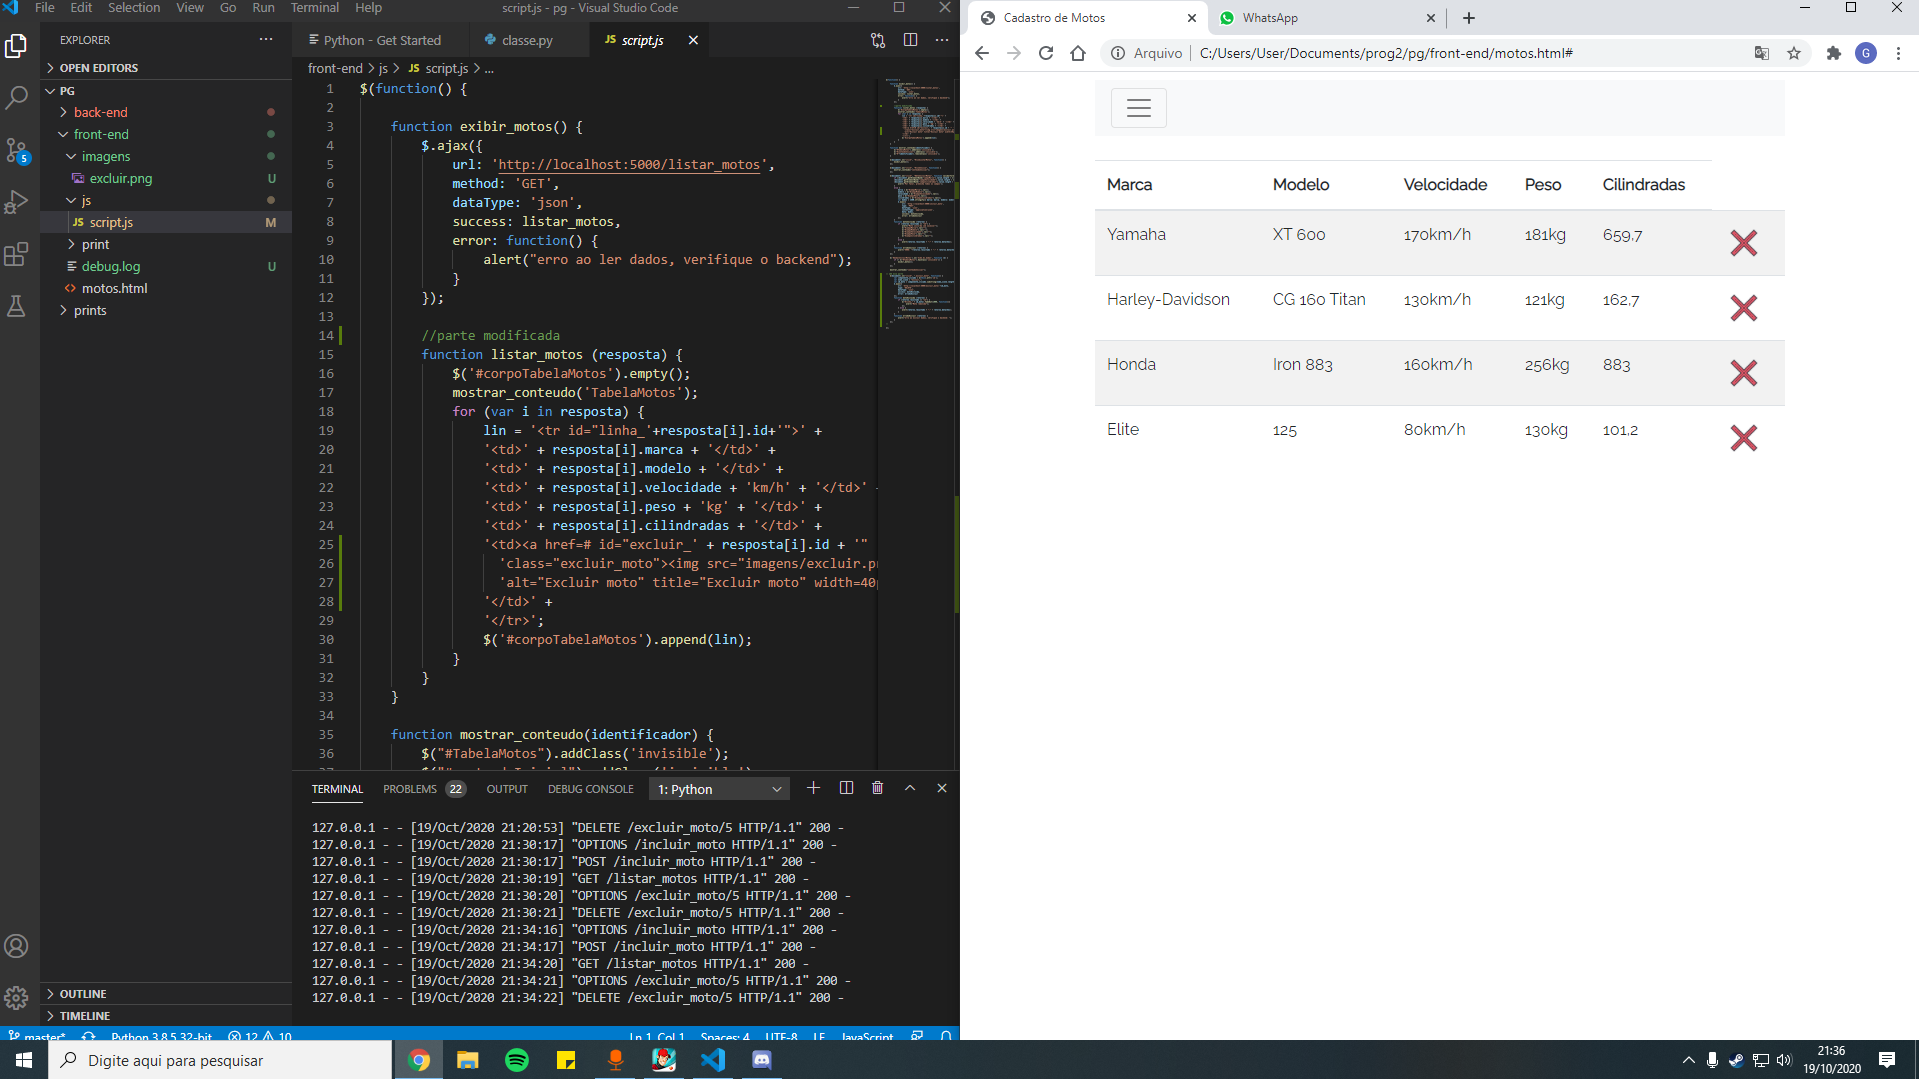 File Edit Selection View Go Run Terminal Help script.js - pg - Visual Studio Code
EXPLORER
OPEN EDITORS
PG
back-end
front-end
imagens
excluir.png U
js
script.js M
print
debug.log U
motos.html
prints
OUTLINE
TIMELINE
5
Python - Get Started classe.py JS script.js
front-end > js > JS script.js > ...
1 $(function() {
2
3 function exibir_motos() {
4 $.ajax({
5 url: 'http://localhost:5000/listar_motos',
6 method: 'GET',
7 dataType: 'json',
8 success: listar_motos,
9 error: function() {
10 alert("erro ao ler dados, verifique o backend");
11 }
12 });
13
14 //parte modificada
15 function listar_motos (resposta) {
16 $('#corpoTabelaMotos').empty();
17 mostrar_conteudo('TabelaMotos');
18 for (var i in resposta) {
19 lin = '<tr id="linha_'+resposta[i].id+'">' +
20 '<td>' + resposta[i].marca + '</td>' +
21 '<td>' + resposta[i].modelo + '</td>' +
22 '<td>' + resposta[i].velocidade + 'km/h' + '</td>'
23 '<td>' + resposta[i].peso + 'kg' + '</td>' +
24 '<td>' + resposta[i].cilindradas + '</td>' +
25 '<td><a href=# id="excluir_' + resposta[i].id + '"
26 'class="excluir_moto"><img src="imagens/excluir.p
27 'alt="Excluir moto" title="Excluir moto" width=40
28 '</td>' +
29 '</tr>';
30 $('#corpoTabelaMotos').append(lin);
31 }
32 }
33 }
34
35 function mostrar_conteudo(identificador) {
36 $("#TabelaMotos").addClass('invisible');
TERMINAL PROBLEMS 22 OUTPUT DEBUG CONSOLE 1: Python
127.0.0.1 - - [19/Oct/2020 21:20:53] "DELETE /excluir_moto/5 HTTP/1.1" 200 -
127.0.0.1 - - [19/Oct/2020 21:30:17] "OPTIONS /incluir_moto HTTP/1.1" 200 -
127.0.0.1 - - [19/Oct/2020 21:30:17] "POST /incluir_moto HTTP/1.1" 200 -
127.0.0.1 - - [19/Oct/2020 21:30:19] "GET /listar_motos HTTP/1.1" 200 -
127.0.0.1 - - [19/Oct/2020 21:30:20] "OPTIONS /excluir_moto/5 HTTP/1.1" 200 -
127.0.0.1 - - [19/Oct/2020 21:30:21] "DELETE /excluir_moto/5 HTTP/1.1" 200 -
127.0.0.1 - - [19/Oct/2020 21:34:16] "OPTIONS /incluir_moto HTTP/1.1" 200 -
127.0.0.1 - - [19/Oct/2020 21:34:17] "POST /incluir_moto HTTP/1.1" 200 -
127.0.0.1 - - [19/Oct/2020 21:34:20] "GET /listar_motos HTTP/1.1" 200 -
127.0.0.1 - - [19/Oct/2020 21:34:21] "OPTIONS /excluir_moto/5 HTTP/1.1" 200 -
127.0.0.1 - - [19/Oct/2020 21:34:22] "DELETE /excluir_moto/5 HTTP/1.1" 200 -
master* Python 3.8.5 32-bit 12 10 Ln 1, Col 1 Spaces: 4 UTF-8 LF JavaScript
Cadastro de Motos WhatsApp
Arquivo C:/Users/User/Documents/prog2/pg/front-end/motos.html# G
Marca Modelo Velocidade Peso Cilindradas
Yamaha XT 600 170km/h 181kg 659,7
Harley-Davidson CG 160 Titan 130km/h 121kg 162,7
Honda Iron 883 160km/h 256kg 883
Elite 125 80km/h 130kg 101,2
Digite aqui para pesquisar
21:36
19/10/2020